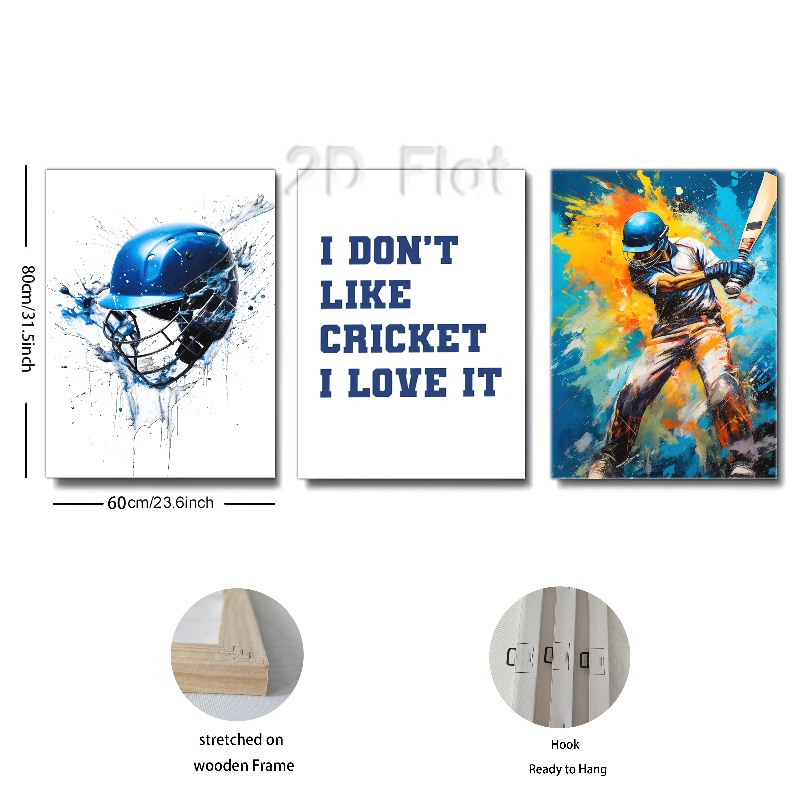 2D Flat
I DON'T
LIKE
CRICKET
I LOVE IT
80cm/31.5inch
60cm/23.6inch
stretched on
wooden Frame
Hook
Ready to Hang